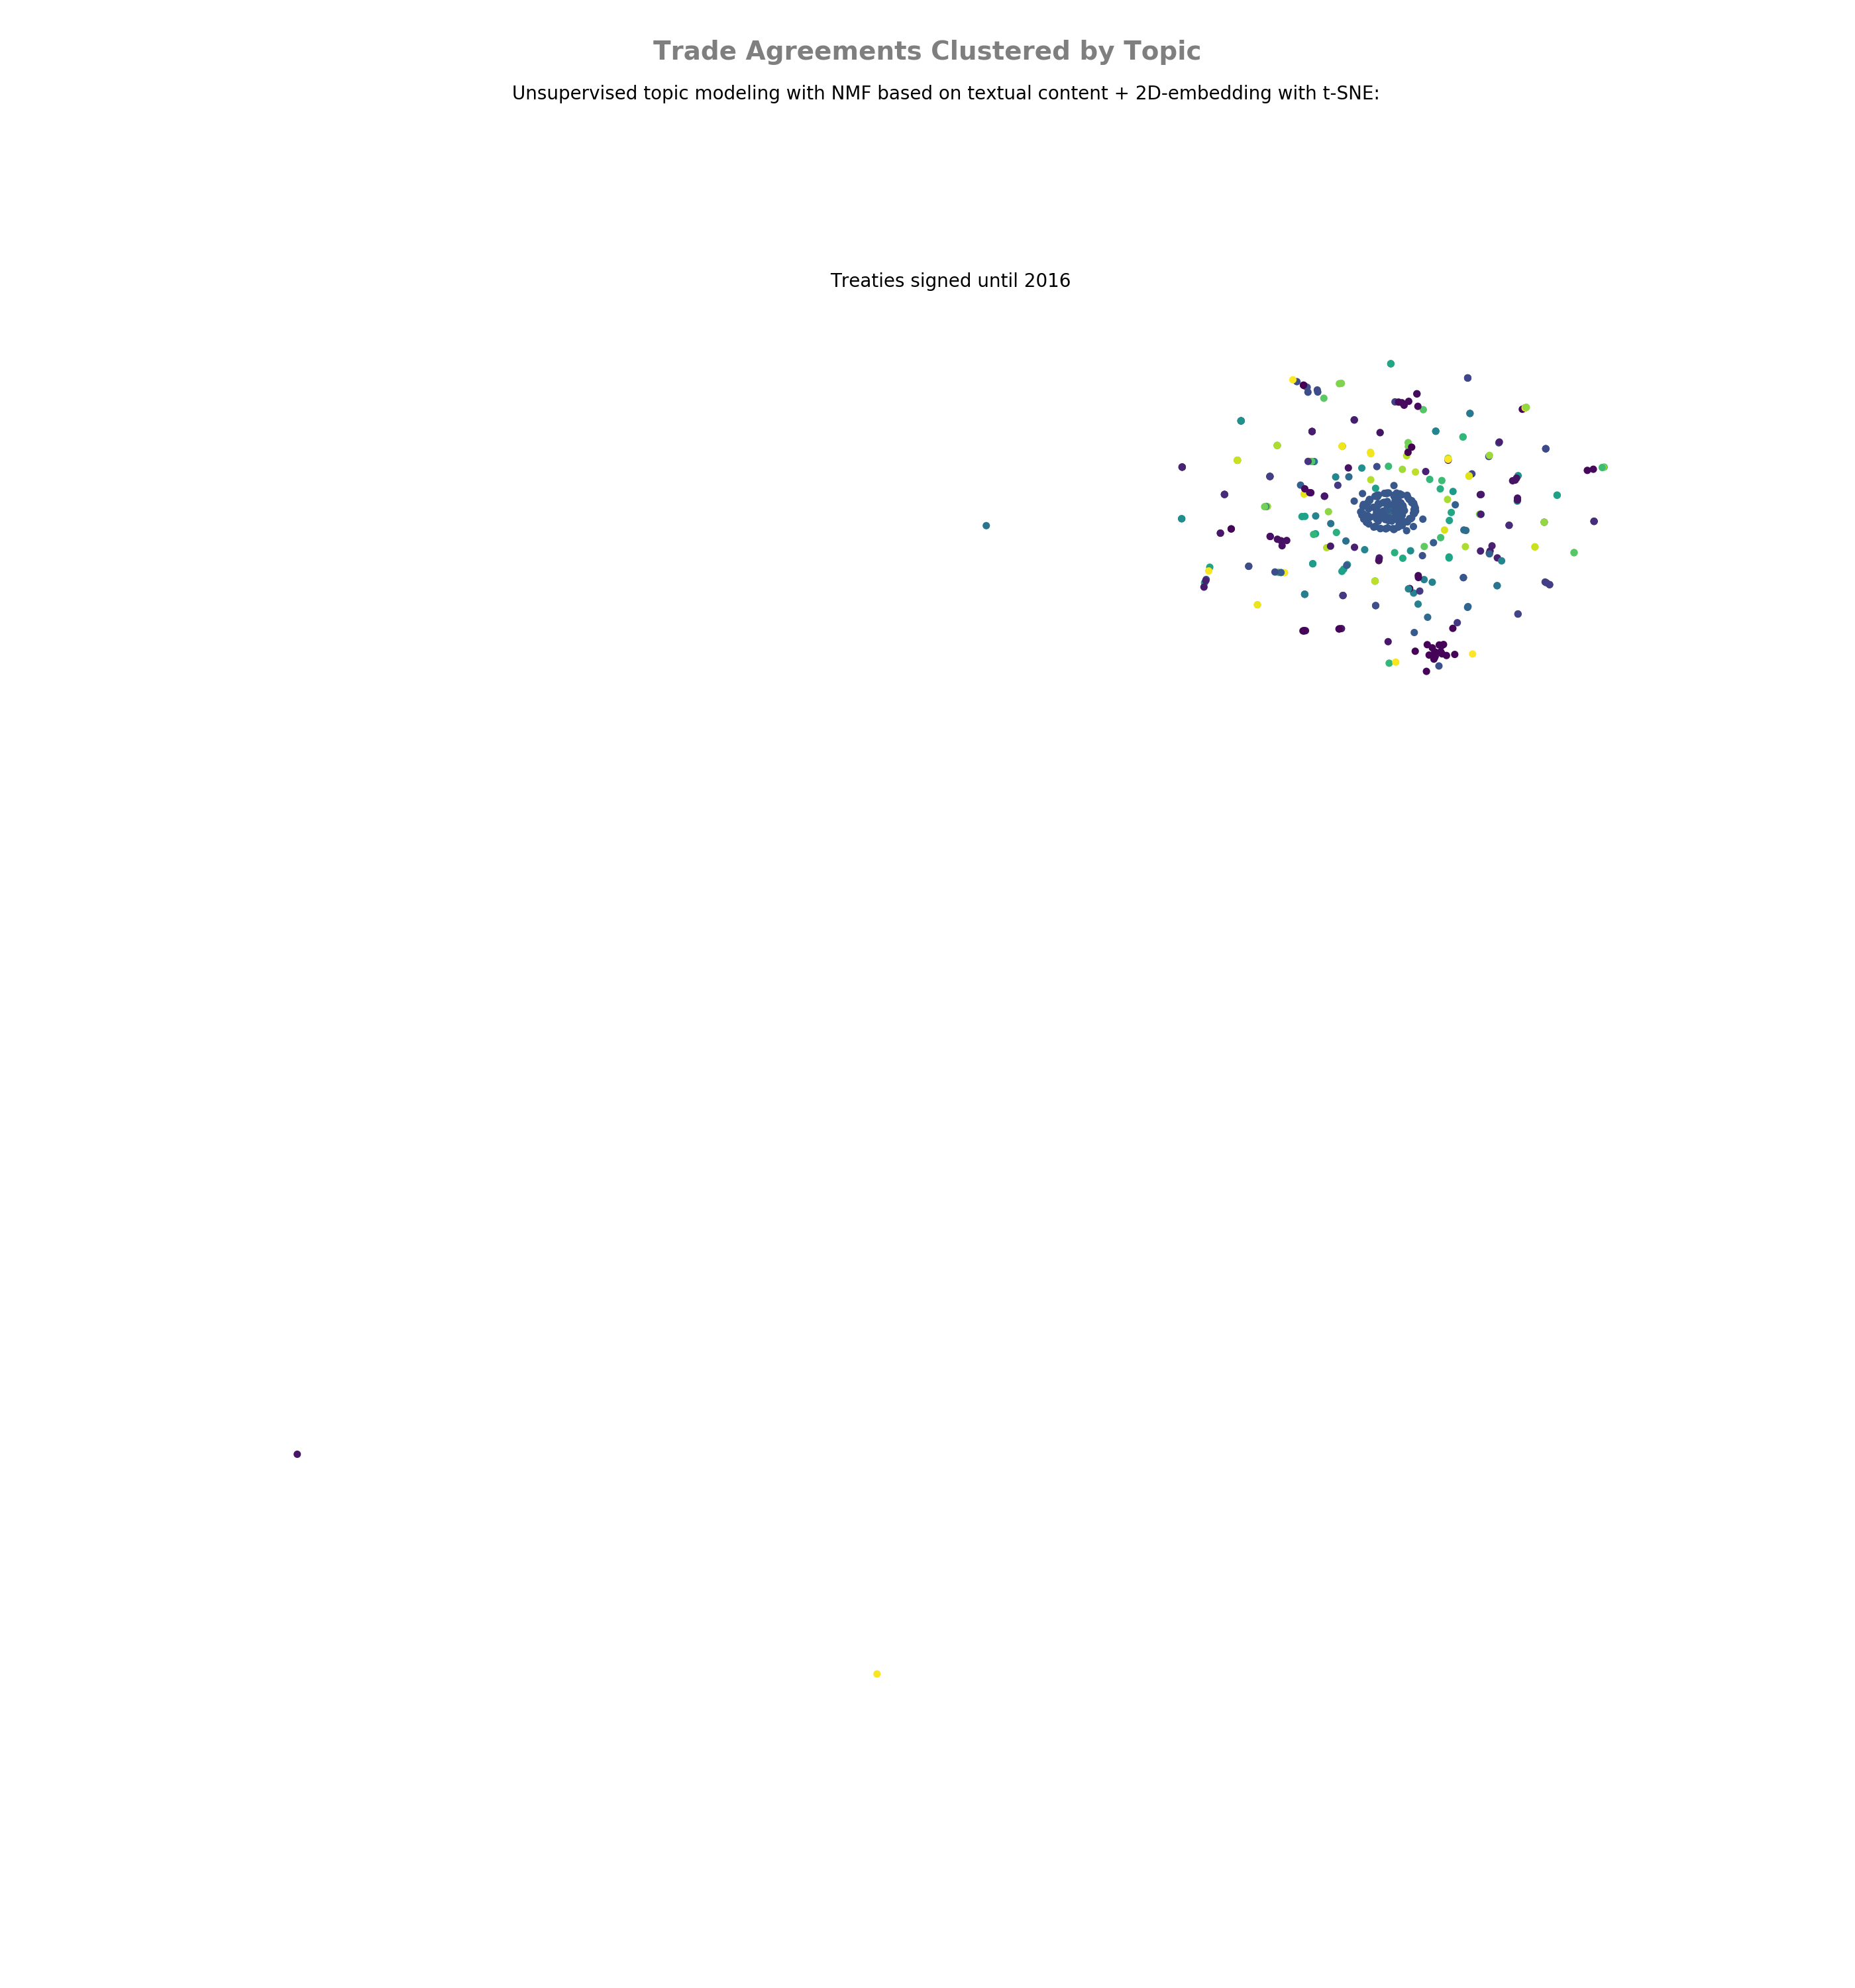 Trade Agreements Clustered by Topic
Unsupervised topic modeling with NMF based on textual content + 2D-embedding with t-SNE:
Treaties signed until 2016